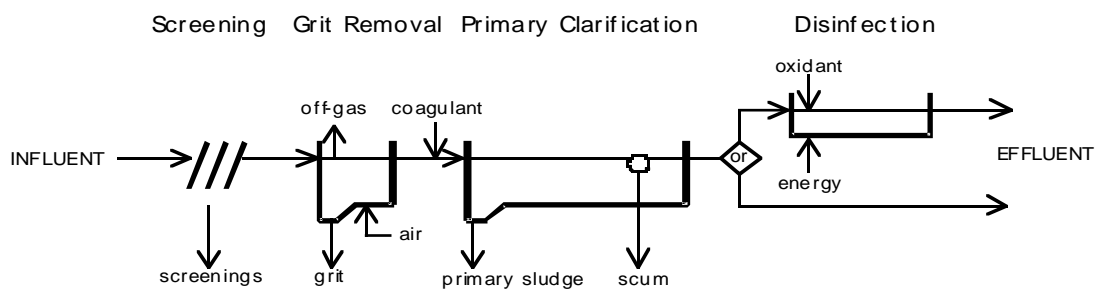 Screening Grit Removal Primary Clarification Disinfection
oxidant
off-gas coagulant
INFLUENT
or
EFFLUENT
energy
air
screenings grit primary sludge scum